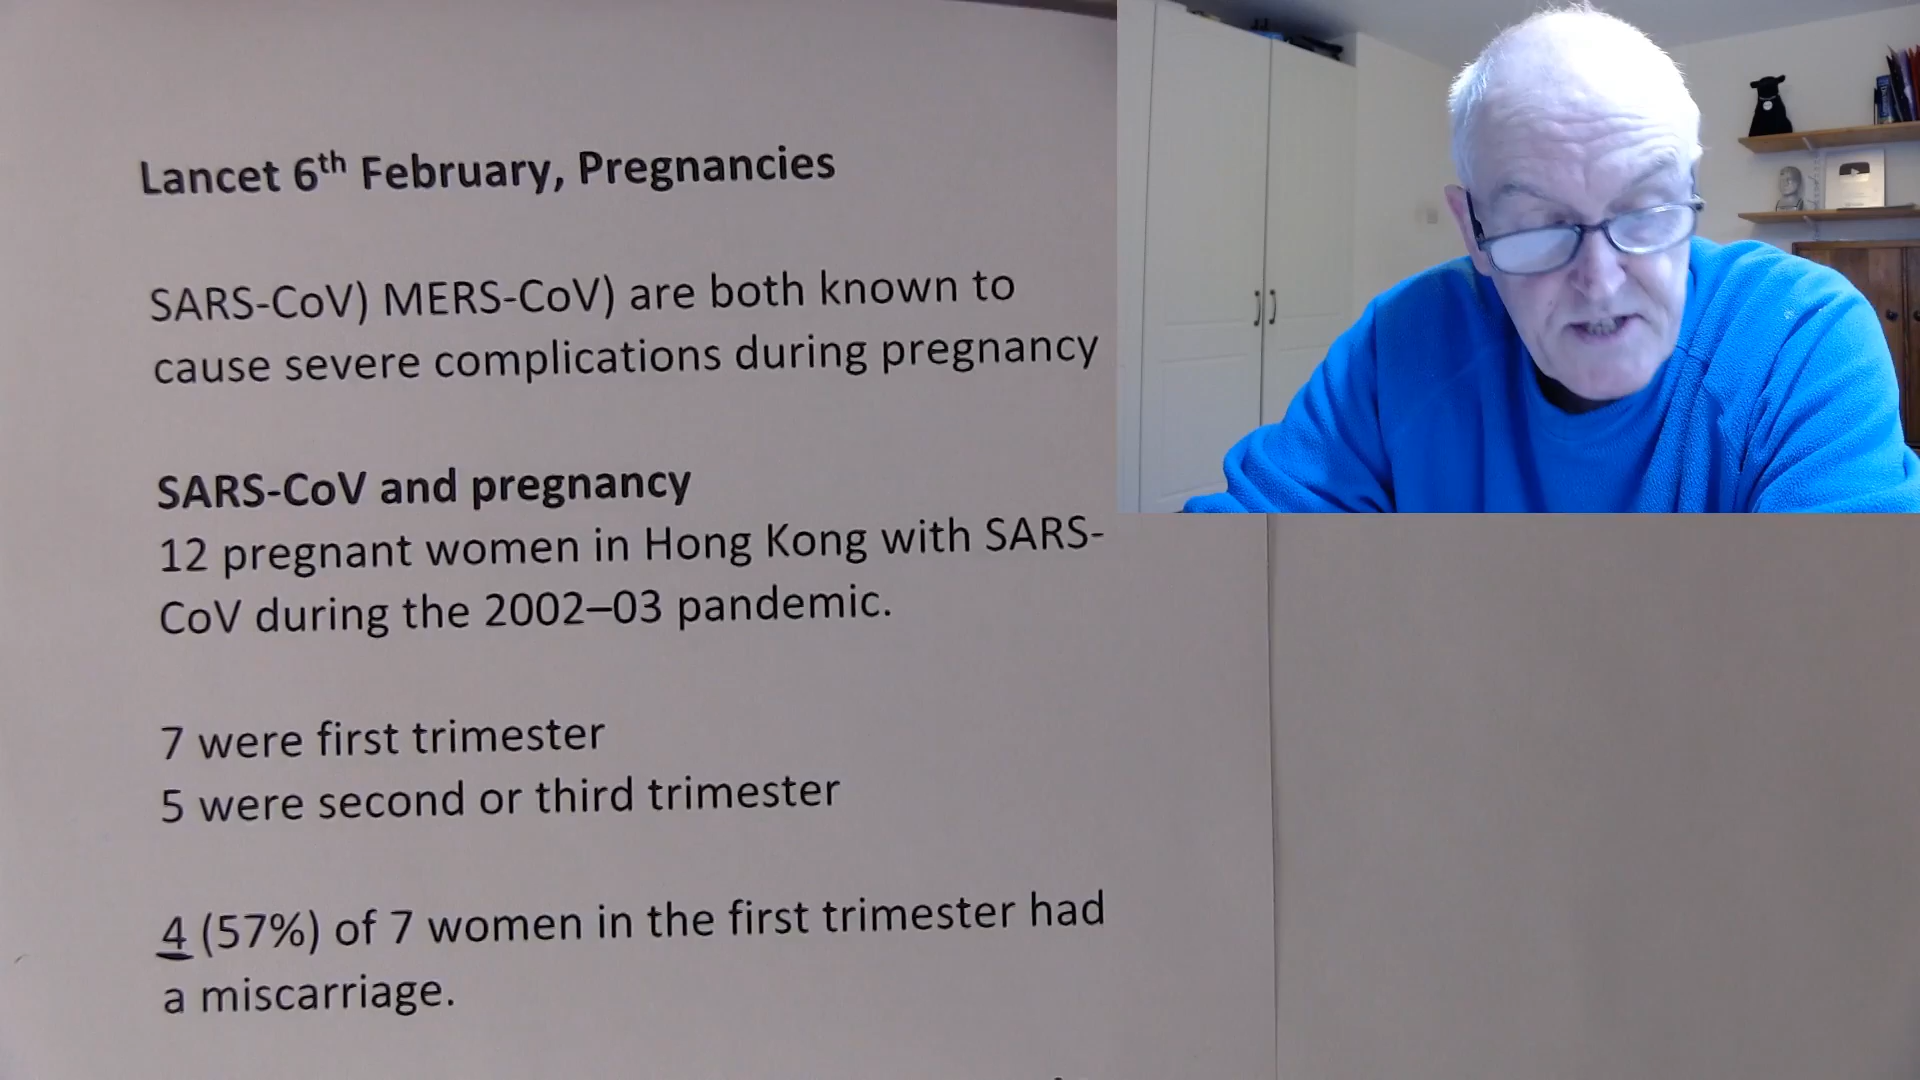 Lancet 6th February, Pregnancies
SARS-CoV) MERS-CoV) are both known to
cause severe complications during pregnancy
SARS-CoV and pregnancy
12 pregnant women in Hong Kong with SARS-
CoV during the 2002–03 pandemic.
7 were first trimester
5 were second or third trimester
4 (57%) of 7 women in the first trimester had
a miscarriage.